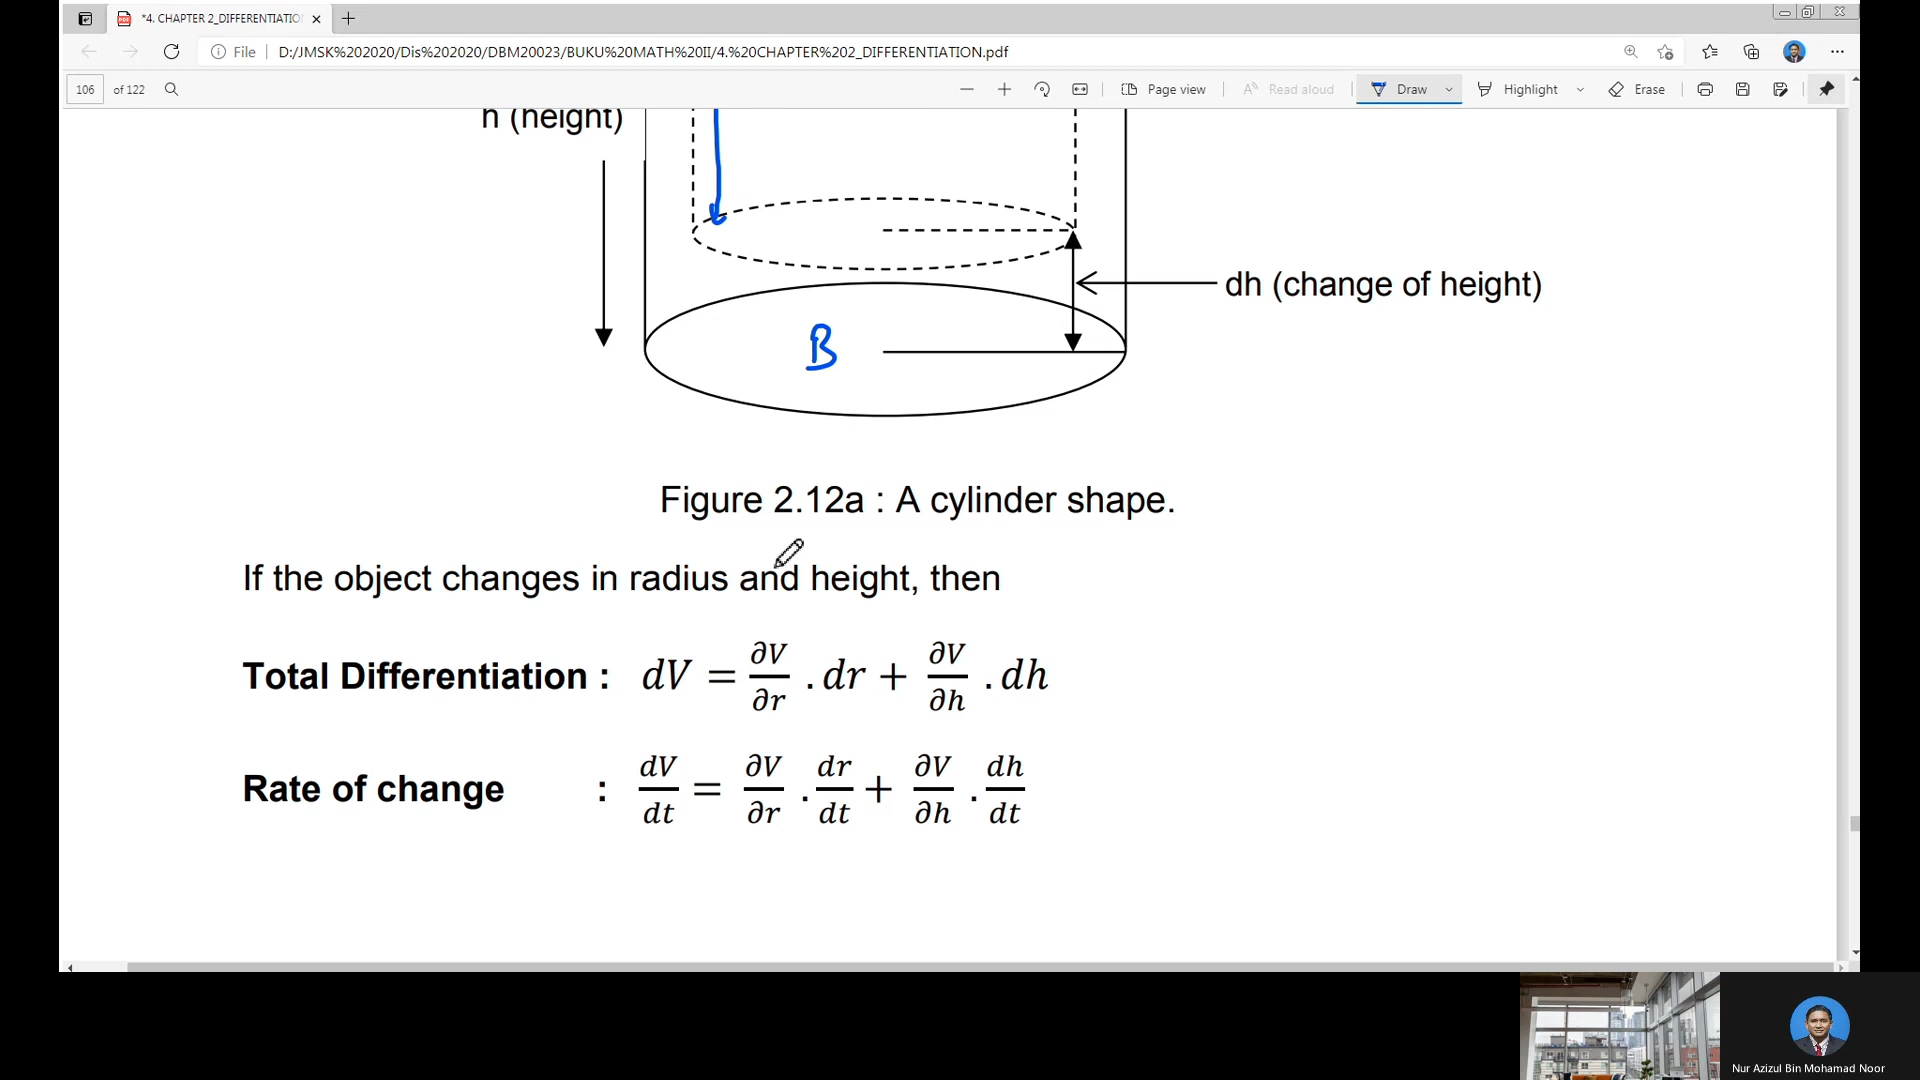 *4. CHAPTER 2_DIFFERENTIATIO
File D:/JMSK%202020/Dis%202020/DBM20023/BUKU%20MATH%20II/4.%20CHAPTER%202_DIFFERENTIATION.pdf
106 of 122 Page view Read aloud Draw Highlight Erase
h (height)
dh (change of height)
B
Figure 2.12a : A cylinder shape.
If the object changes in radius and height, then
Total Differentiation : dV = ∂V/∂r . dr + ∂V/∂h . dh
Rate of change : dV/dt = ∂V/∂r . dr/dt + ∂V/∂h . dh/dt
Nur Azizul Bin Mohamad Noor